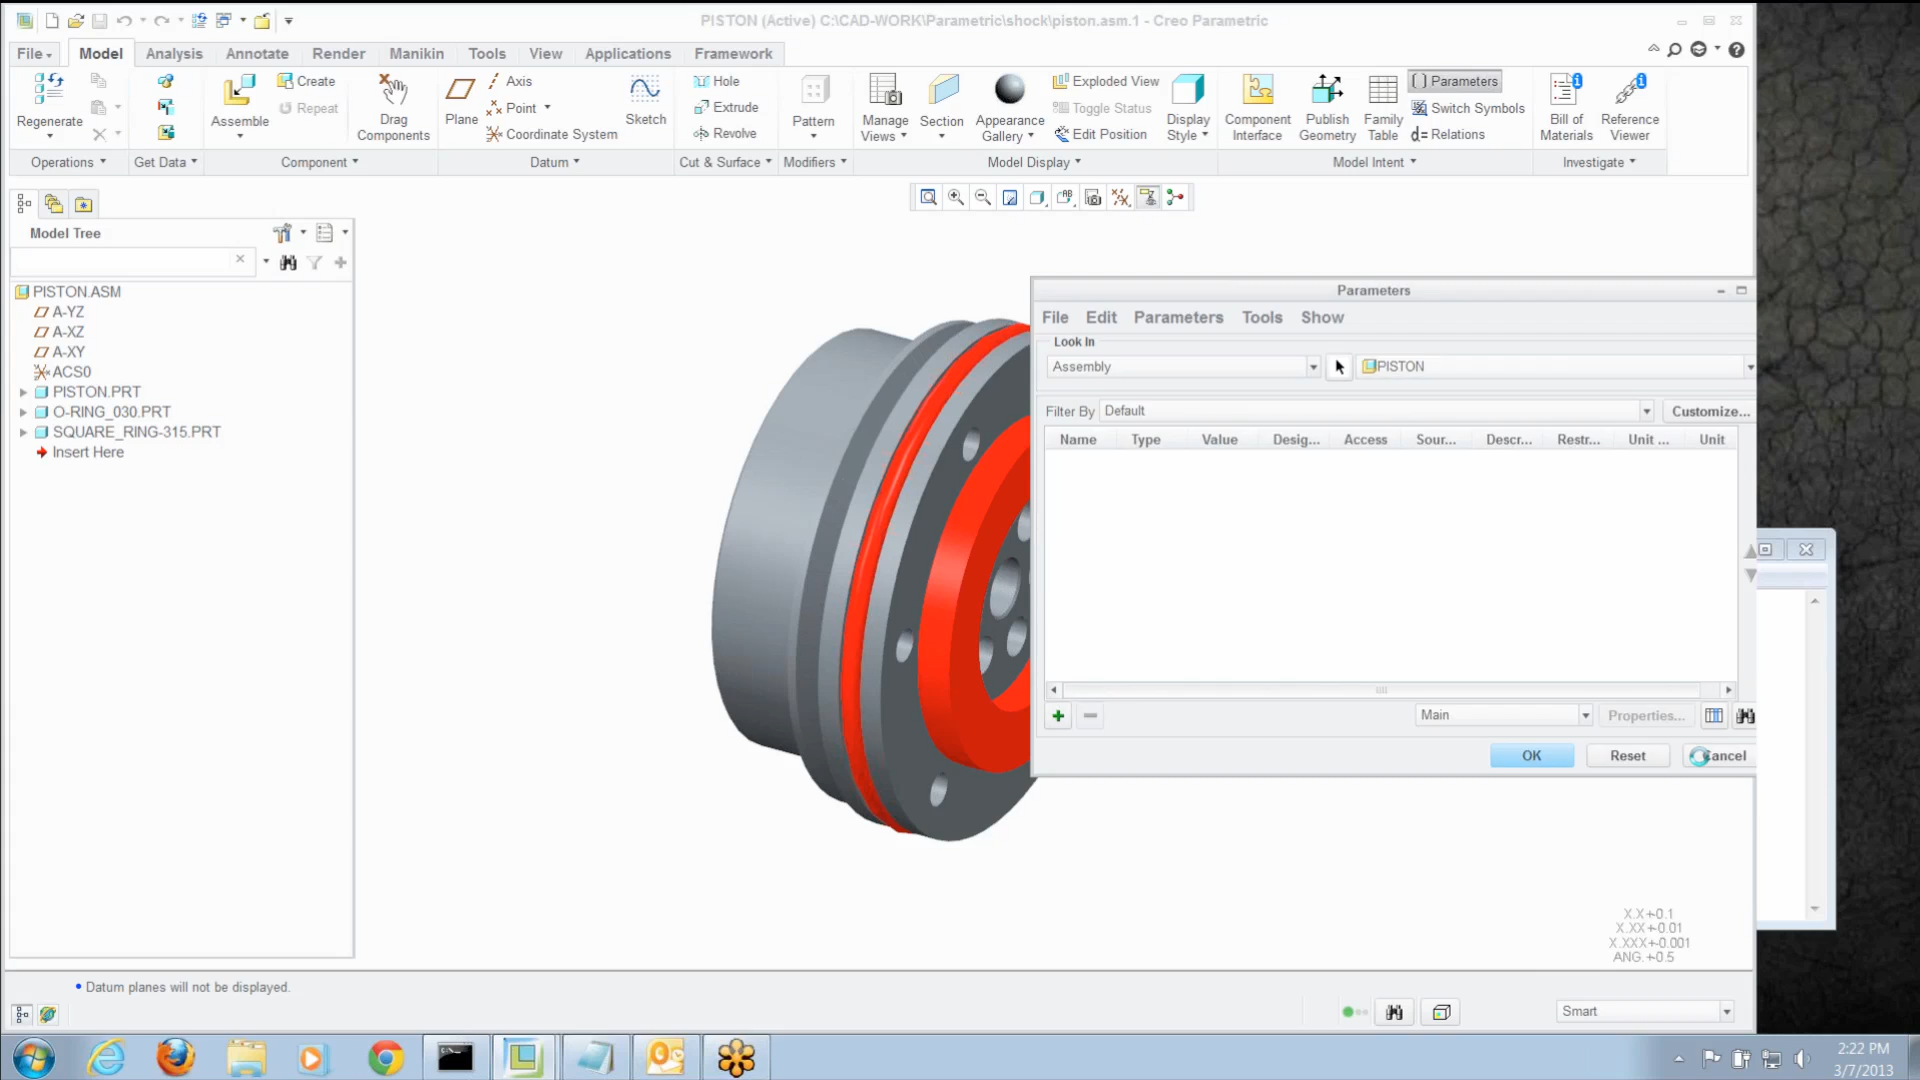 PISTON (Active) C:\CAD-WORK\Parametric\shock\piston.asm.1 - Creo Parametric
File Model Analysis Annotate Render Manikin Tools View Applications Framework
Regenerate
Assemble
Create
Repeat
Drag Components
Plane
Axis
Point
Coordinate System
Sketch
Hole
Extrude
Revolve
Pattern
Manage Views
Section
Appearance Gallery
Exploded View
Toggle Status
Edit Position
Display Style
Component Interface
Publish Geometry
Family Table
[ ] Parameters
Switch Symbols
d= Relations
Bill of Materials
Reference Viewer
Operations Get Data Component Datum Cut & Surface Modifiers Model Display Model Intent Investigate
Model Tree
PISTON.ASM
A-YZ
A-XZ
A-XY
ACS0
PISTON.PRT
O-RING_030.PRT
SQUARE_RING-315.PRT
Insert Here
Parameters
File Edit Parameters Tools Show
Look In
Assembly PISTON
Filter By Default Customize...
Name Type Value Desig... Access Sour... Descr... Restr... Unit ... Unit
Main Properties...
OK Reset Cancel
X.X+-0.1
X.XX+-0.01
X.XXX+-0.001
ANG.+-0.5
Datum planes will not be displayed.
Smart
2:22 PM
3/7/2013